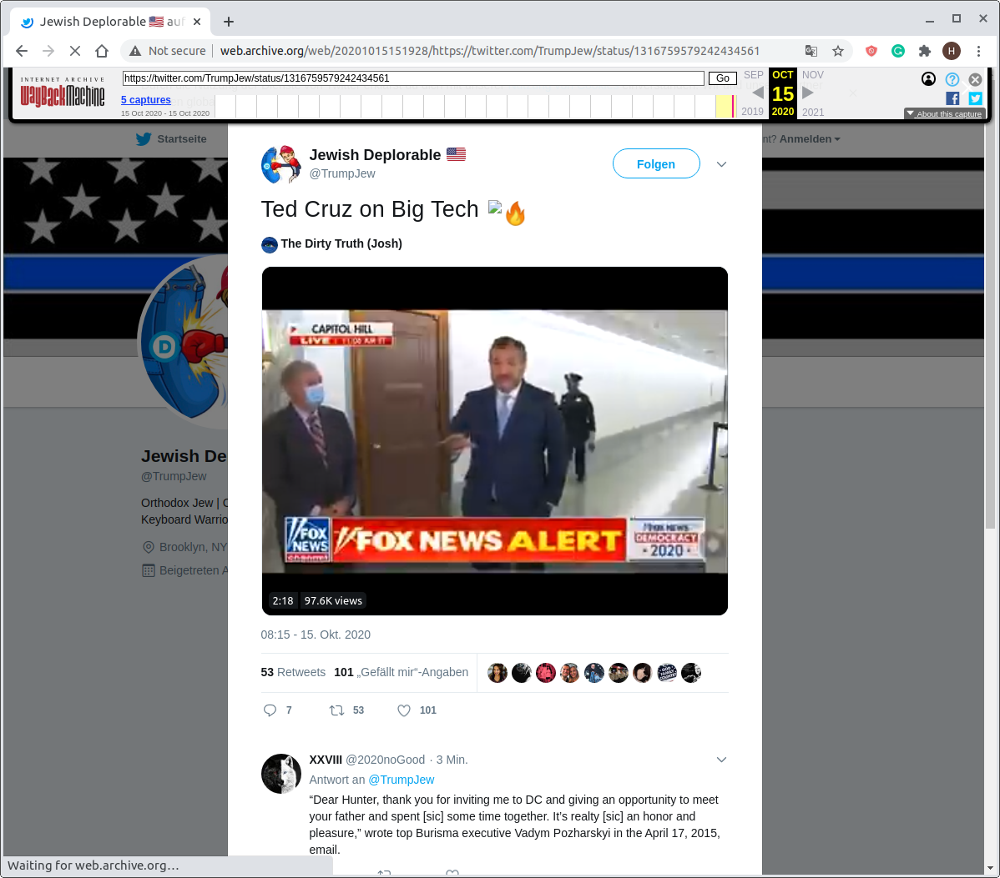 Jewish Deplorable 🇺🇸 auf
Not secure | web.archive.org/web/20201015151928/https://twitter.com/TrumpJew/status/1316759579242434561
H
INTERNET ARCHIVE
WayBackMachine
https://twitter.com/TrumpJew/status/1316759579242434561
Go
SEP OCT NOV
5 captures
15
15 Oct 2020 - 15 Oct 2020
2019 2020 2021
About this capture
Startseite
nt? Anmelden
Jewish Deplorable 🇺🇸
@TrumpJew
Folgen
Ted Cruz on Big Tech 🔥
The Dirty Truth (Josh)
CAPITOL HILL
LIVE 11:00 AM ET
FOX NEWS channel
FOX NEWS ALERT
FOX NEWS
DEMOCRACY
2020
2:18 97.6K views
D
Jewish De
@TrumpJew
Orthodox Jew | C
Keyboard Warrio
Brooklyn, NY
Beigetreten A
08:15 - 15. Okt. 2020
53 Retweets 101 „Gefällt mir“-Angaben
7 53 101
XXVIII @2020noGood · 3 Min.
Antwort an @TrumpJew
“Dear Hunter, thank you for inviting me to DC and giving an opportunity to meet
your father and spent [sic] some time together. It’s realty [sic] an honor and
pleasure,” wrote top Burisma executive Vadym Pozharskyi in the April 17, 2015,
email.
Waiting for web.archive.org…